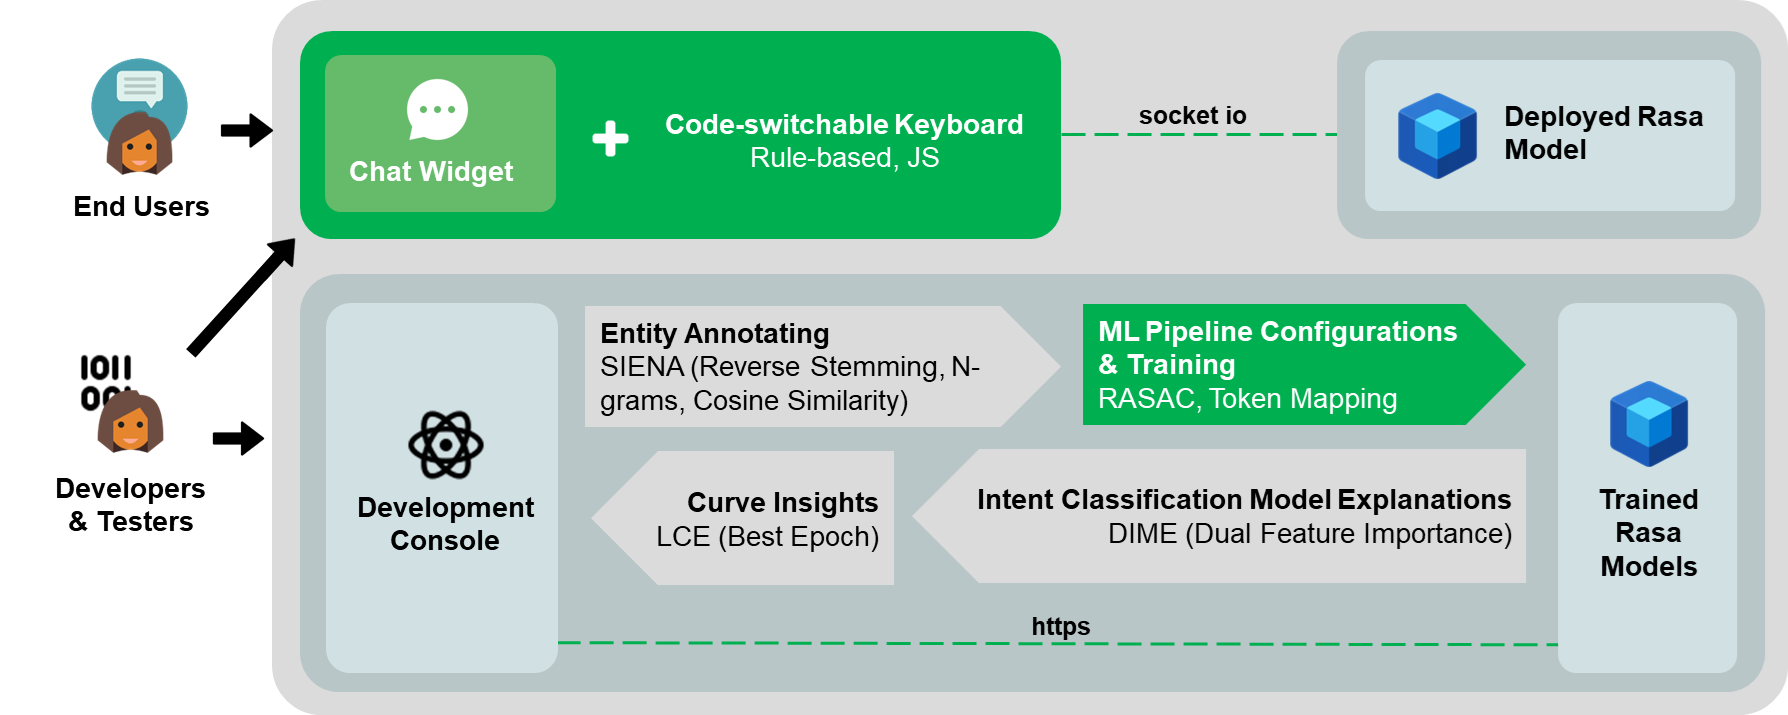 End Users
Chat Widget
Code-switchable Keyboard
Rule-based, JS
socket io
Deployed Rasa
Model
1011
001
Developers
& Testers
Development
Console
Entity Annotating
SIENA (Reverse Stemming, N-
grams, Cosine Similarity)
ML Pipeline Configurations
& Training
RASAC, Token Mapping
Curve Insights
LCE (Best Epoch)
Intent Classification Model Explanations
DIME (Dual Feature Importance)
Trained
Rasa
Models
https